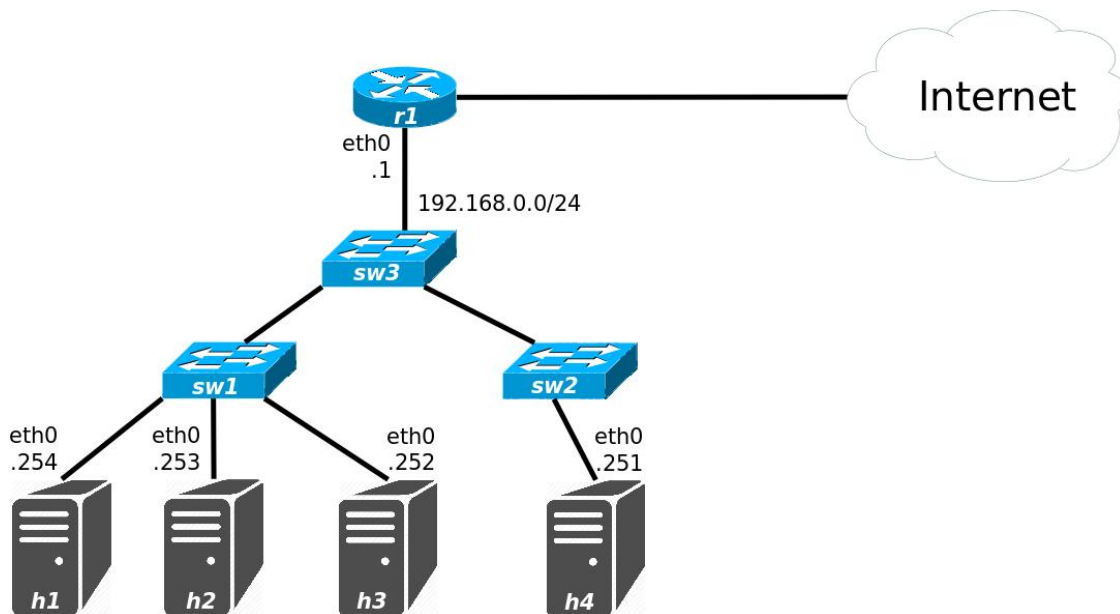 Internet
r1
eth0
.1
192.168.0.0/24
sw3
sw1
sw2
eth0
.254
eth0
.253
eth0
.252
eth0
.251
h1
h2
h3
h4